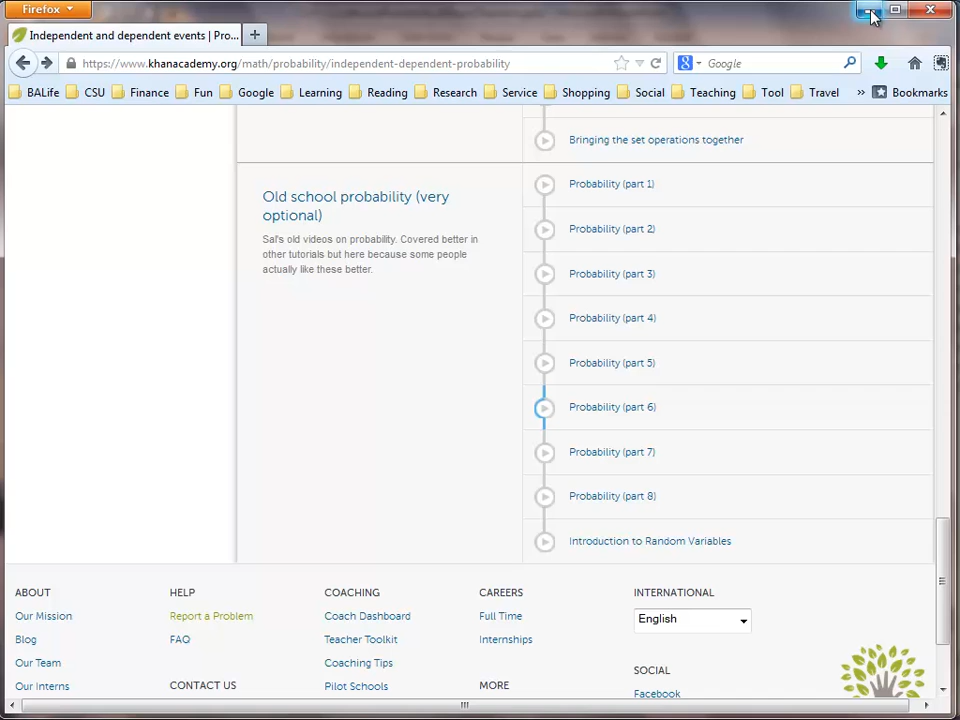 Firefox
Independent and dependent events | Pro...
https://www.khanacademy.org/math/probability/independent-dependent-probability
Google
BALife CSU Finance Fun Google Learning Reading Research Service Shopping Social Teaching Tool Travel » Bookmarks
Bringing the set operations together
Old school probability (very
optional)
Sal's old videos on probability. Covered better in
other tutorials but here because some people
actually like these better.
Probability (part 1)
Probability (part 2)
Probability (part 3)
Probability (part 4)
Probability (part 5)
Probability (part 6)
Probability (part 7)
Probability (part 8)
Introduction to Random Variables
ABOUT
Our Mission
Blog
Our Team
Our Interns
HELP
Report a Problem
FAQ
CONTACT US
COACHING
Coach Dashboard
Teacher Toolkit
Coaching Tips
Pilot Schools
CAREERS
Full Time
Internships
MORE
INTERNATIONAL
English
SOCIAL
Facebook